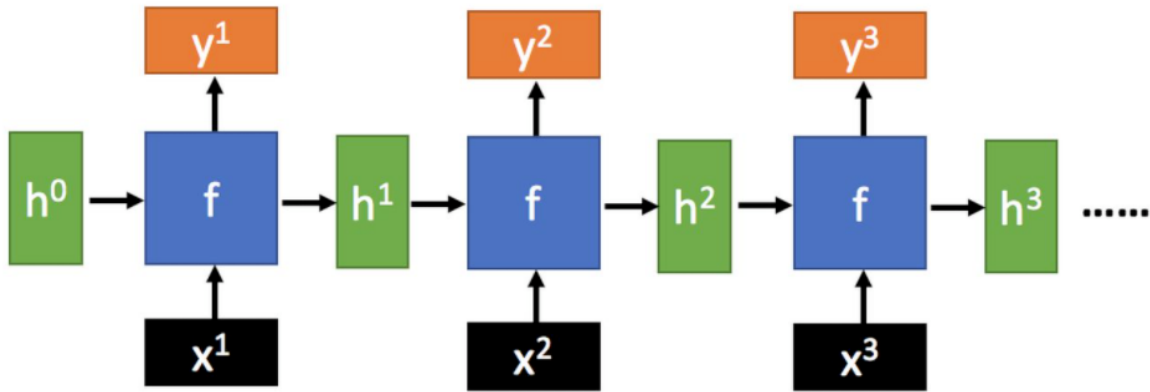 y¹ y² y³
h⁰ f h¹ f h² f h³ ......
x¹ x² x³